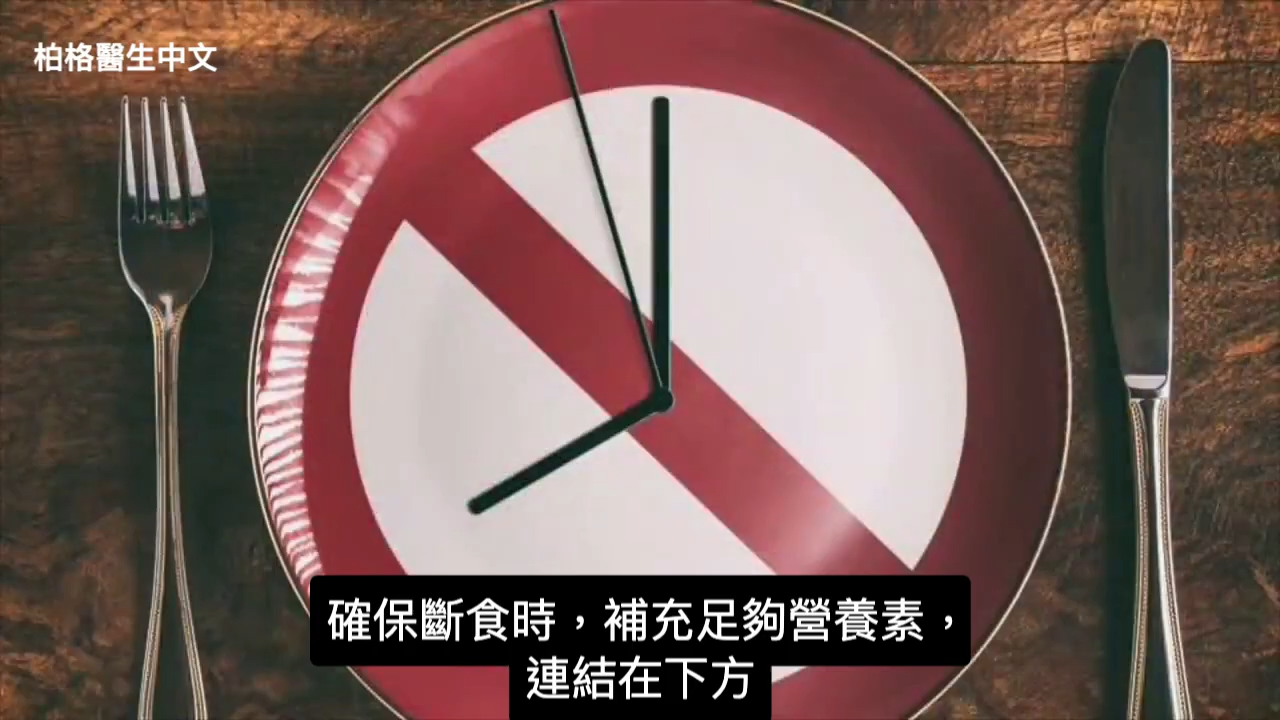 柏格醫生中文
確保斷食時，補充足夠營養素，
連結在下方